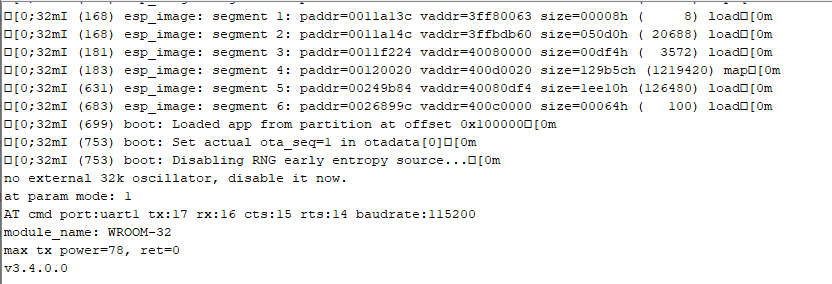 □[0;32mI (168) esp_image: segment 1: paddr=0011a13c vaddr=3ff80063 size=00008h (     8) load□[0m
□[0;32mI (168) esp_image: segment 2: paddr=0011a14c vaddr=3ffbdb60 size=050d0h ( 20688) load□[0m
□[0;32mI (181) esp_image: segment 3: paddr=0011f224 vaddr=40080000 size=00df4h (  3572) load□[0m
□[0;32mI (183) esp_image: segment 4: paddr=00120020 vaddr=400d0020 size=129b5ch (1219420) map□[0m
□[0;32mI (631) esp_image: segment 5: paddr=00249b84 vaddr=40080df4 size=1ee10h (126480) load□[0m
□[0;32mI (683) esp_image: segment 6: paddr=0026899c vaddr=400c0000 size=00064h (   100) load□[0m
□[0;32mI (699) boot: Loaded app from partition at offset 0x100000□[0m
□[0;32mI (753) boot: Set actual ota_seq=1 in otadata[0]□[0m
□[0;32mI (753) boot: Disabling RNG early entropy source...□[0m
no external 32k oscillator, disable it now.
at param mode: 1
AT cmd port:uart1 tx:17 rx:16 cts:15 rts:14 baudrate:115200
module_name: WROOM-32
max tx power=78, ret=0
v3.4.0.0